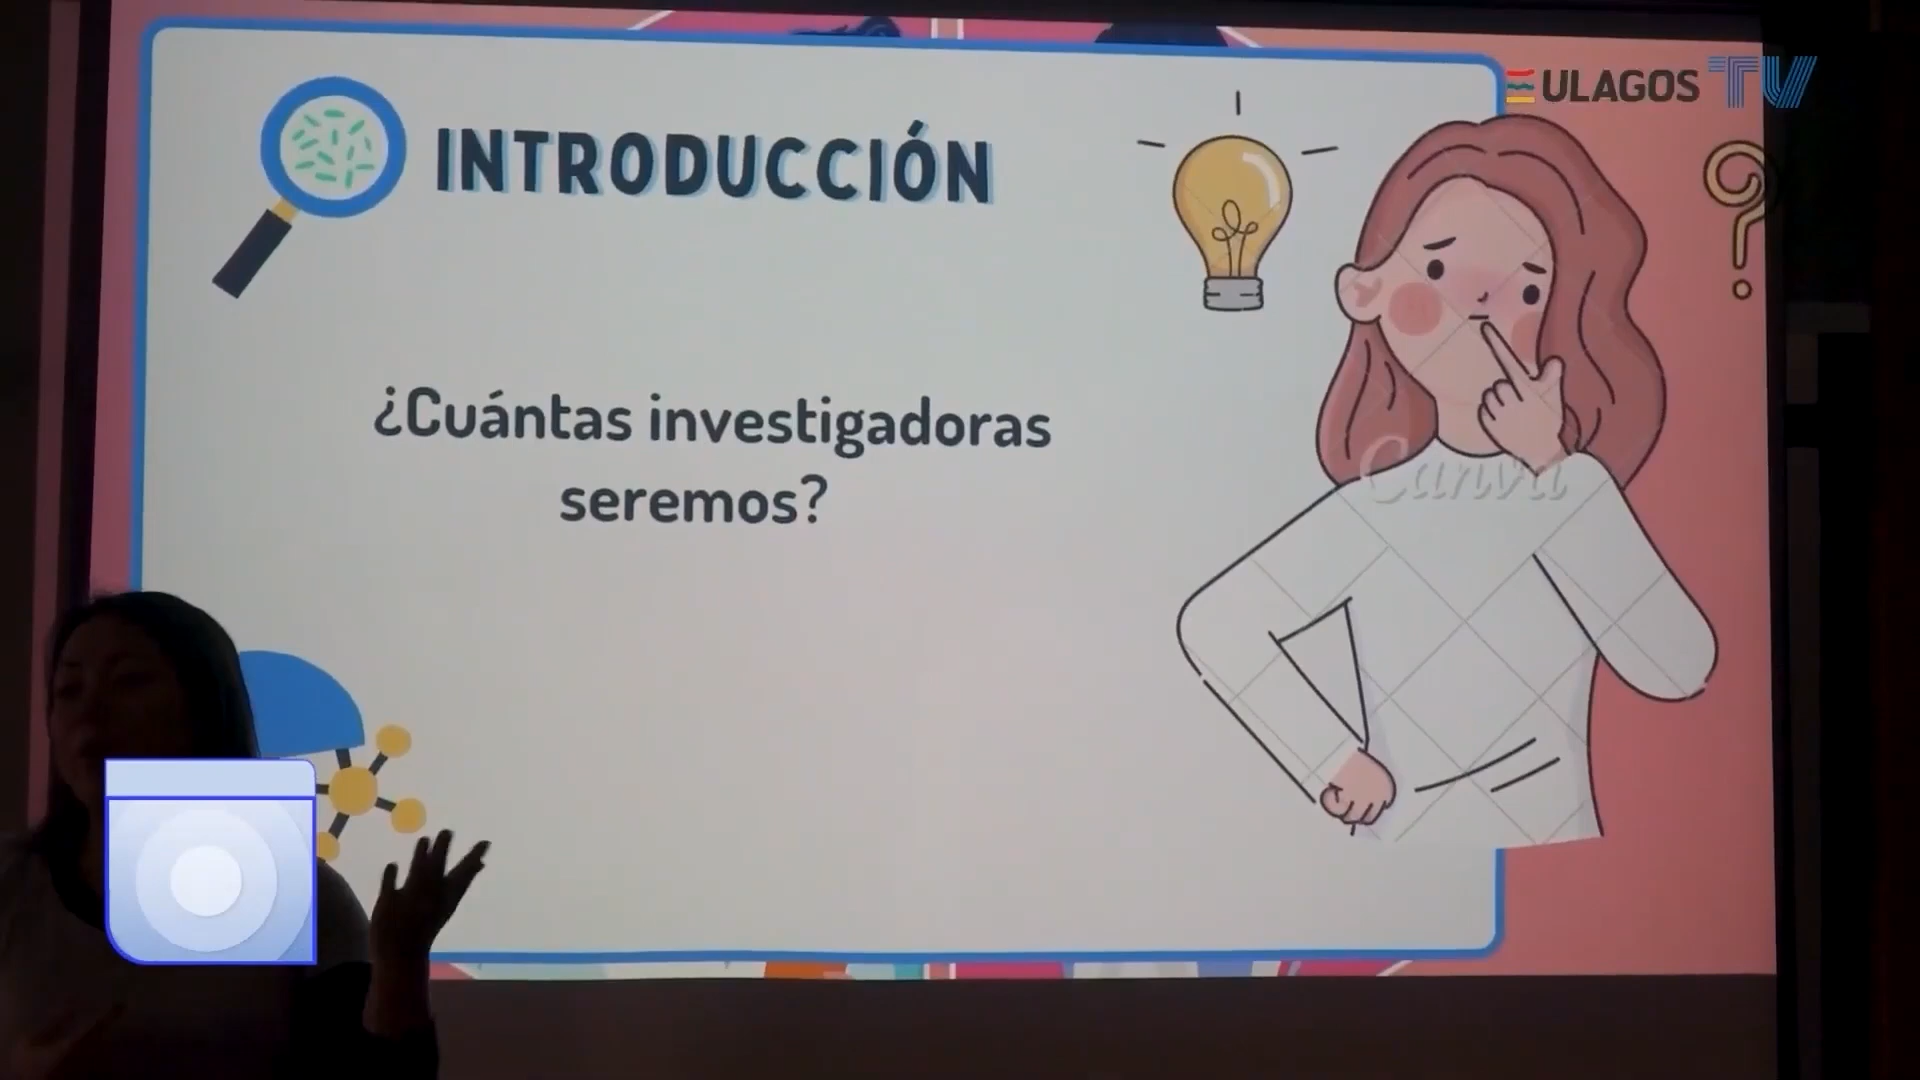 ULAGOS TV
INTRODUCCIÓN
¿Cuántas investigadoras
seremos?
Canva